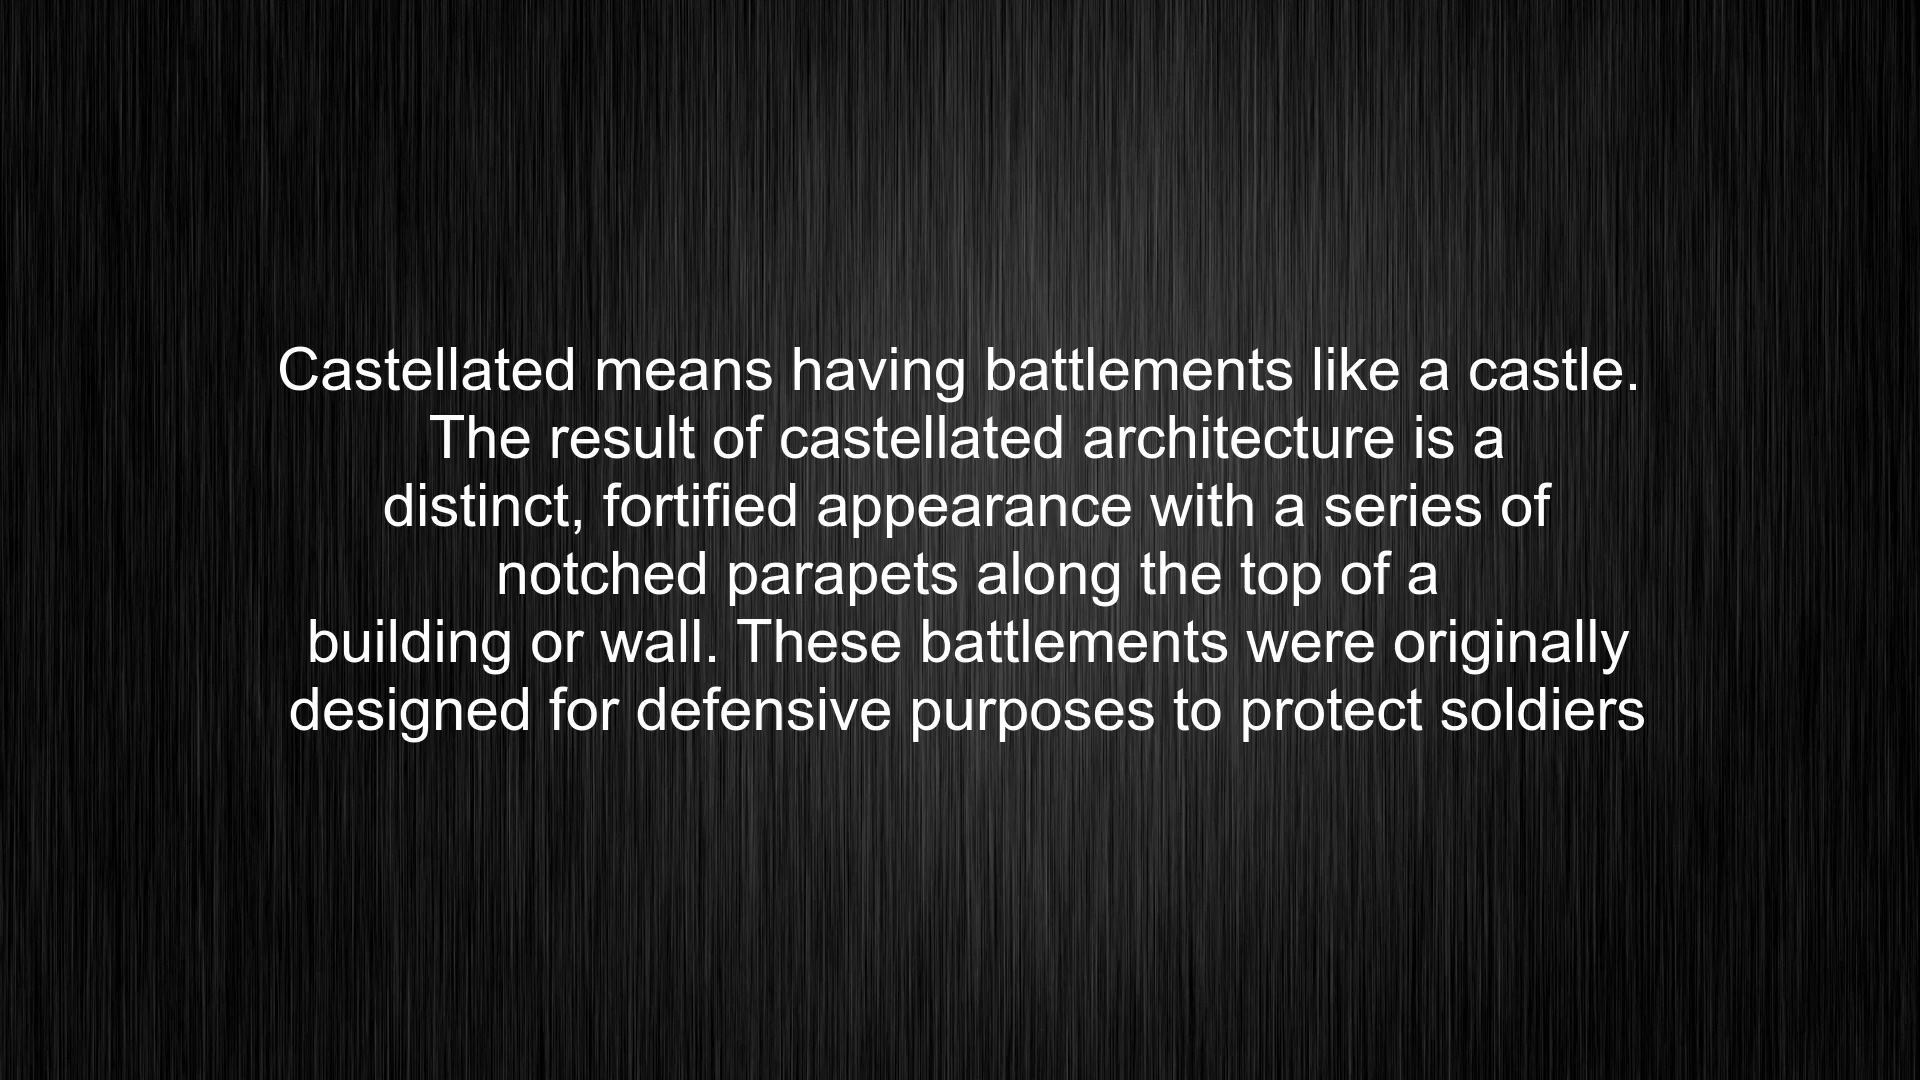 Castellated means having battlements like a castle.
The result of castellated architecture is a
distinct, fortified appearance with a series of
notched parapets along the top of a
building or wall. These battlements were originally
designed for defensive purposes to protect soldiers